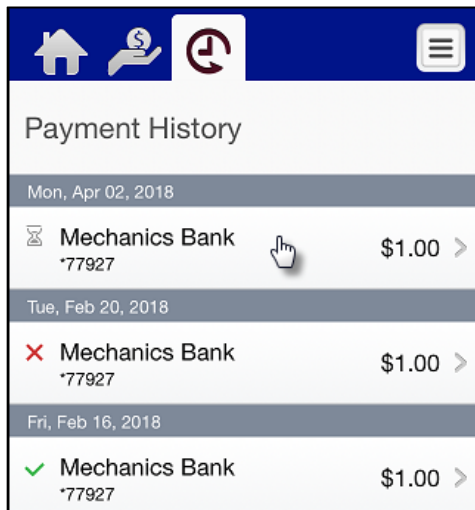 $
Payment History
Mon, Apr 02, 2018
Mechanics Bank
$1.00
*77927
Tue, Feb 20, 2018
Mechanics Bank
$1.00
*77927
Fri, Feb 16, 2018
Mechanics Bank
$1.00
*77927